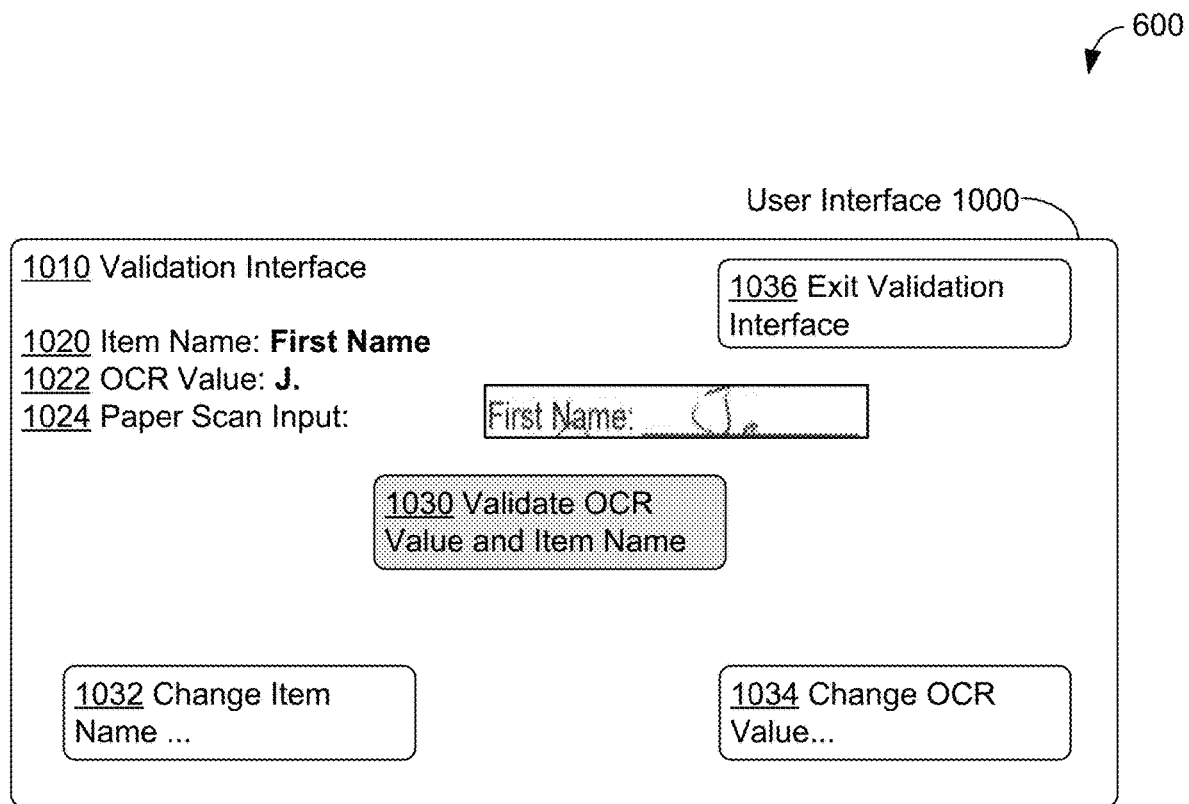 600
User Interface 1000
1010 Validation Interface
1036 Exit Validation
Interface
1020 Item Name: First Name
1022 OCR Value: J.
1024 Paper Scan Input:
First Name: J.
1030 Validate OCR
Value and Item Name
1032 Change Item
Name ...
1034 Change OCR
Value...